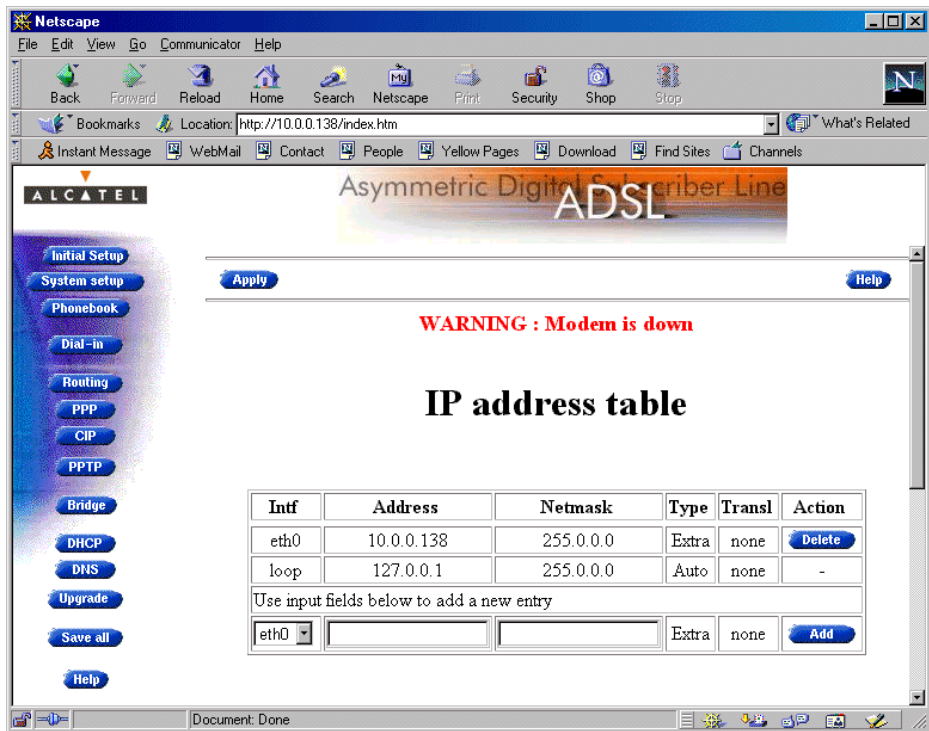 Netscape
File Edit View Go Communicator Help
Back Forward Reload Home Search Netscape Print Security Shop Stop
Bookmarks Location: http://10.0.0.138/index.htm What's Related
Instant Message WebMail Contact People Yellow Pages Download Find Sites Channels
ALCATEL
Asymmetric Digital Subscriber Line
ADSL
Initial Setup
System setup
Phonebook
Dial-in
Routing
PPP
CIP
PPTP
Bridge
DHCP
DNS
Upgrade
Save all
Help
Apply Help
WARNING : Modem is down
IP address table
Intf Address Netmask Type Transl Action
eth0 10.0.0.138 255.0.0.0 Extra none Delete
loop 127.0.0.1 255.0.0.0 Auto none -
Use input fields below to add a new entry
eth0 Extra none Add
Document: Done